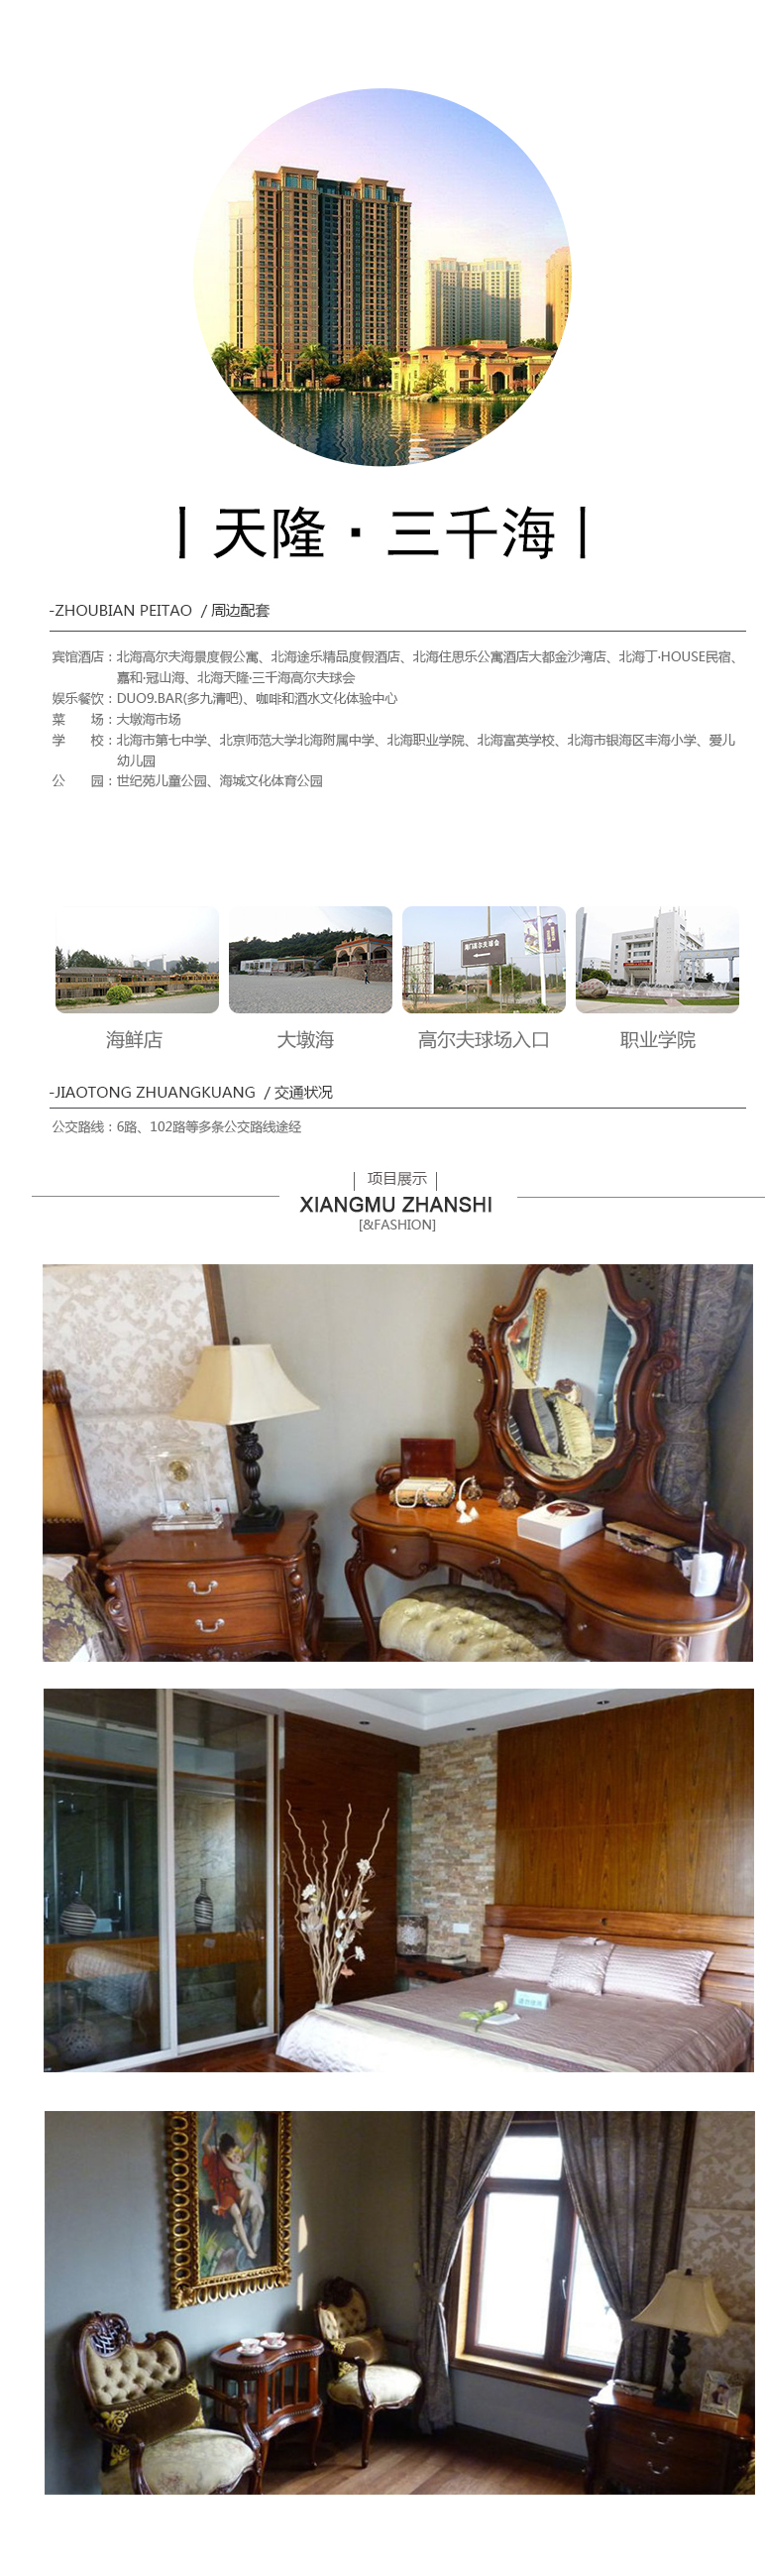 丨天隆·三千海丨
-ZHOUBIAN PEITAO / 周边配套
宾馆酒店：北海高尔夫海景度假公寓、北海途乐精品度假酒店、北海住思乐公寓酒店大都金沙湾店、北海丁·HOUSE民宿、
嘉和·冠山海、北海天隆·三千海高尔夫球会
娱乐餐饮：DUO9.BAR(多九清吧)、咖啡和酒水文化体验中心
菜　　场：大墩海市场
学　　校：北海市第七中学、北京师范大学北海附属中学、北海职业学院、北海富英学校、北海市银海区丰海小学、爱儿
幼儿园
公　　园：世纪苑儿童公园、海城文化体育公园
海鲜店 大墩海 高尔夫球场入口 职业学院
-JIAOTONG ZHUANGKUANG / 交通状况
公交路线：6路、102路等多条公交路线途经
| 项目展示 |
XIANGMU ZHANSHI
[&FASHION]